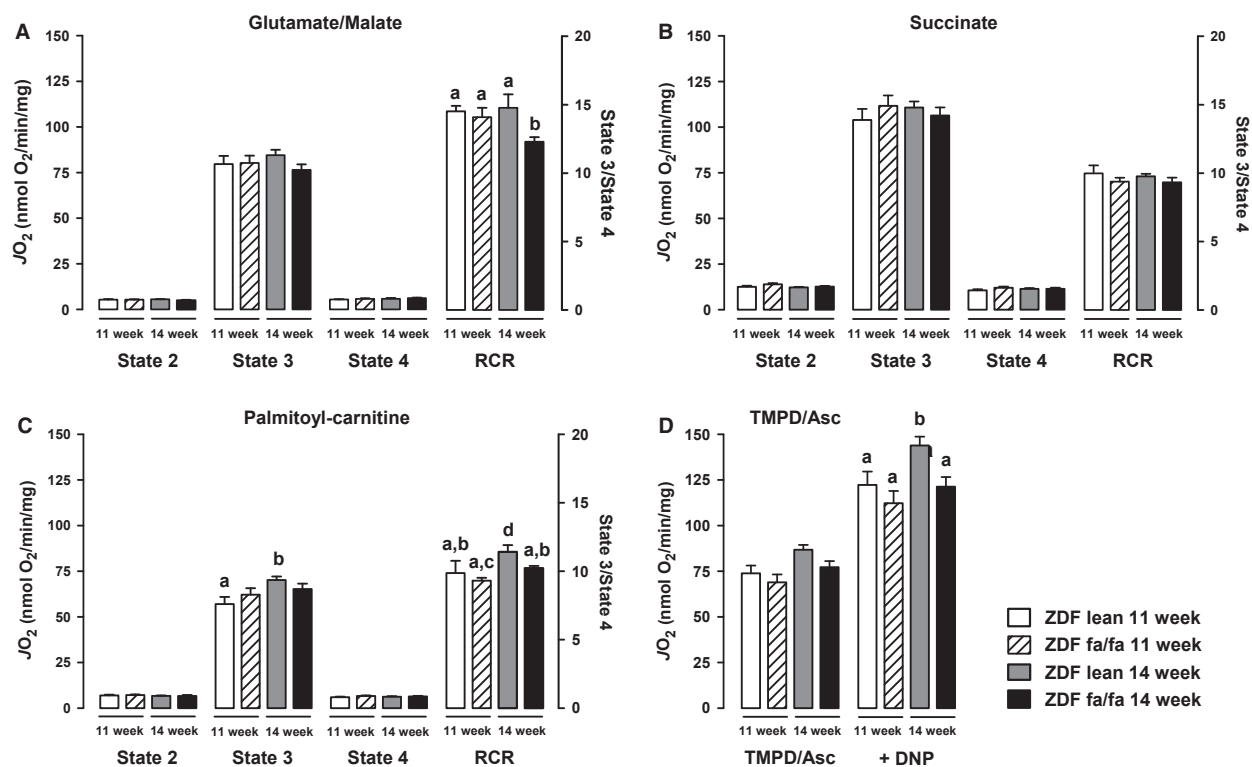 A
Glutamate/Malate
150
125
100
75
50
25
0
JO2 (nmol O2/min/mg)
20
15
10
5
0
State 3/State 4
a a a b
11 week 14 week 11 week 14 week 11 week 14 week 11 week 14 week
State 2 State 3 State 4 RCR
B
Succinate
150
125
100
75
50
25
0
JO2 (nmol O2/min/mg)
20
15
10
5
0
State 3/State 4
11 week 14 week 11 week 14 week 11 week 14 week 11 week 14 week
State 2 State 3 State 4 RCR
C
Palmitoyl-carnitine
150
125
100
75
50
25
0
JO2 (nmol O2/min/mg)
20
15
10
5
0
State 3/State 4
a b a,b a,c d a,b
11 week 14 week 11 week 14 week 11 week 14 week 11 week 14 week
State 2 State 3 State 4 RCR
D
TMPD/Asc
150
125
100
75
50
25
0
JO2 (nmol O2/min/mg)
a a b a
11 week 14 week 11 week 14 week
TMPD/Asc + DNP
ZDF lean 11 week
ZDF fa/fa 11 week
ZDF lean 14 week
ZDF fa/fa 14 week